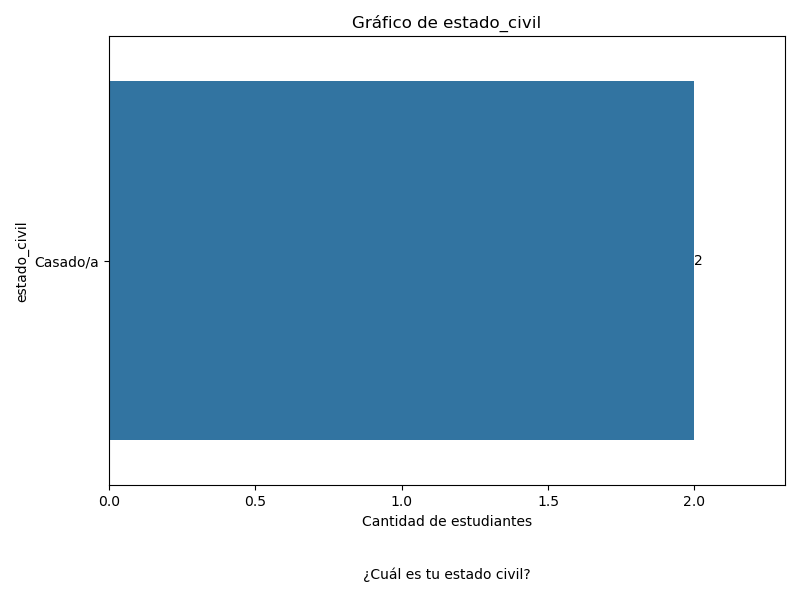 Gráfico de estado_civil
estado_civil
Casado/a
2
0.0
0.5
1.0
1.5
2.0
Cantidad de estudiantes
¿Cuál es tu estado civil?